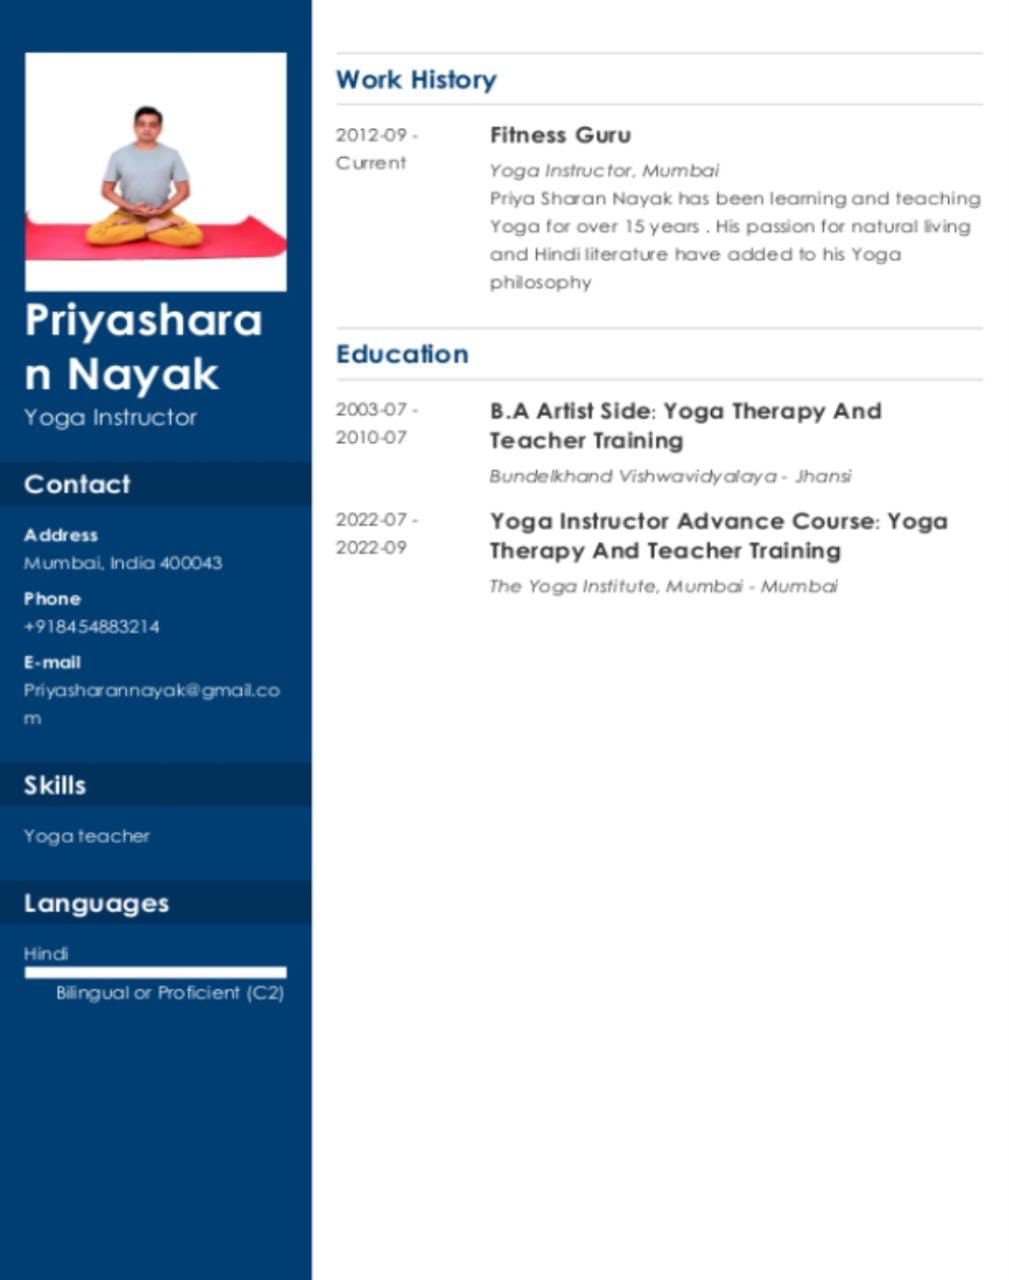 Priyashara
n Nayak
Yoga Instructor
Contact
Address
Mumbai, India 400043
Phone
+918454883214
E-mail
Priyasharannayak@gmail.co
m
Skills
Yoga teacher
Languages
Hindi
Bilingual or Proficient (C2)
Work History
2012-09 -
Current
Fitness Guru
Yoga Instructor, Mumbai
Priya Sharan Nayak has been learning and teaching
Yoga for over 15 years . His passion for natural living
and Hindi literature have added to his Yoga
philosophy
Education
2003-07 -
2010-07
B.A Artist Side: Yoga Therapy And
Teacher Training
Bundelkhand Vishwavidyalaya - Jhansi
2022-07 -
2022-09
Yoga Instructor Advance Course: Yoga
Therapy And Teacher Training
The Yoga Institute, Mumbai - Mumbai